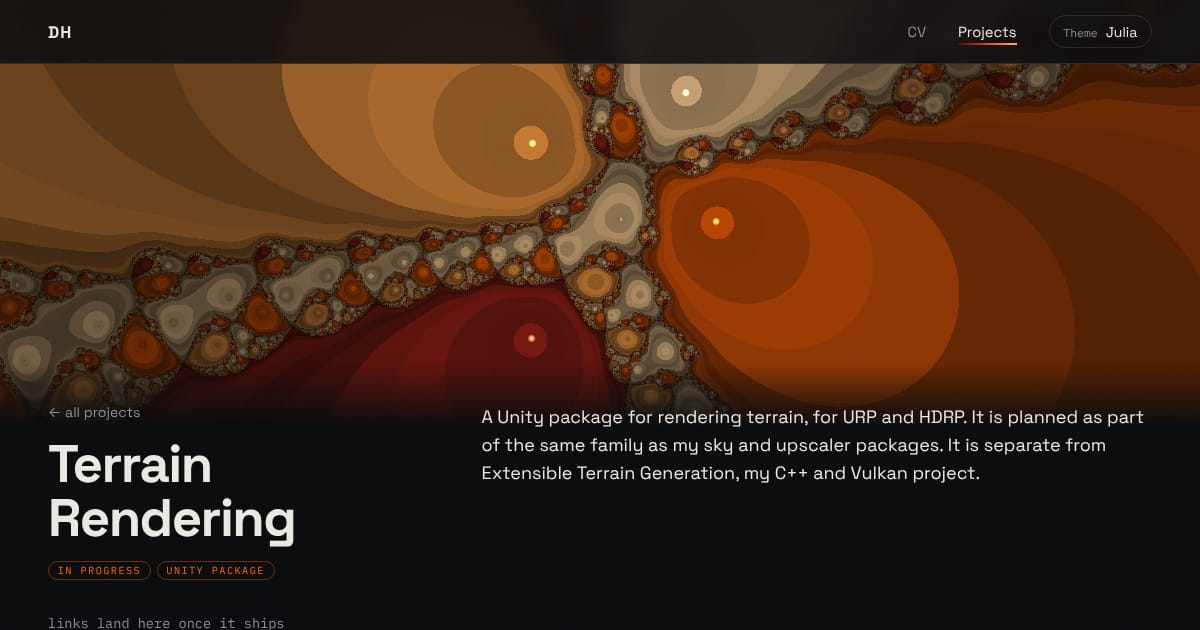 DH
CV
Projects
Theme Julia
← all projects
Terrain
Rendering
IN PROGRESS
UNITY PACKAGE
links land here once it ships
A Unity package for rendering terrain, for URP and HDRP. It is planned as part
of the same family as my sky and upscaler packages. It is separate from
Extensible Terrain Generation, my C++ and Vulkan project.